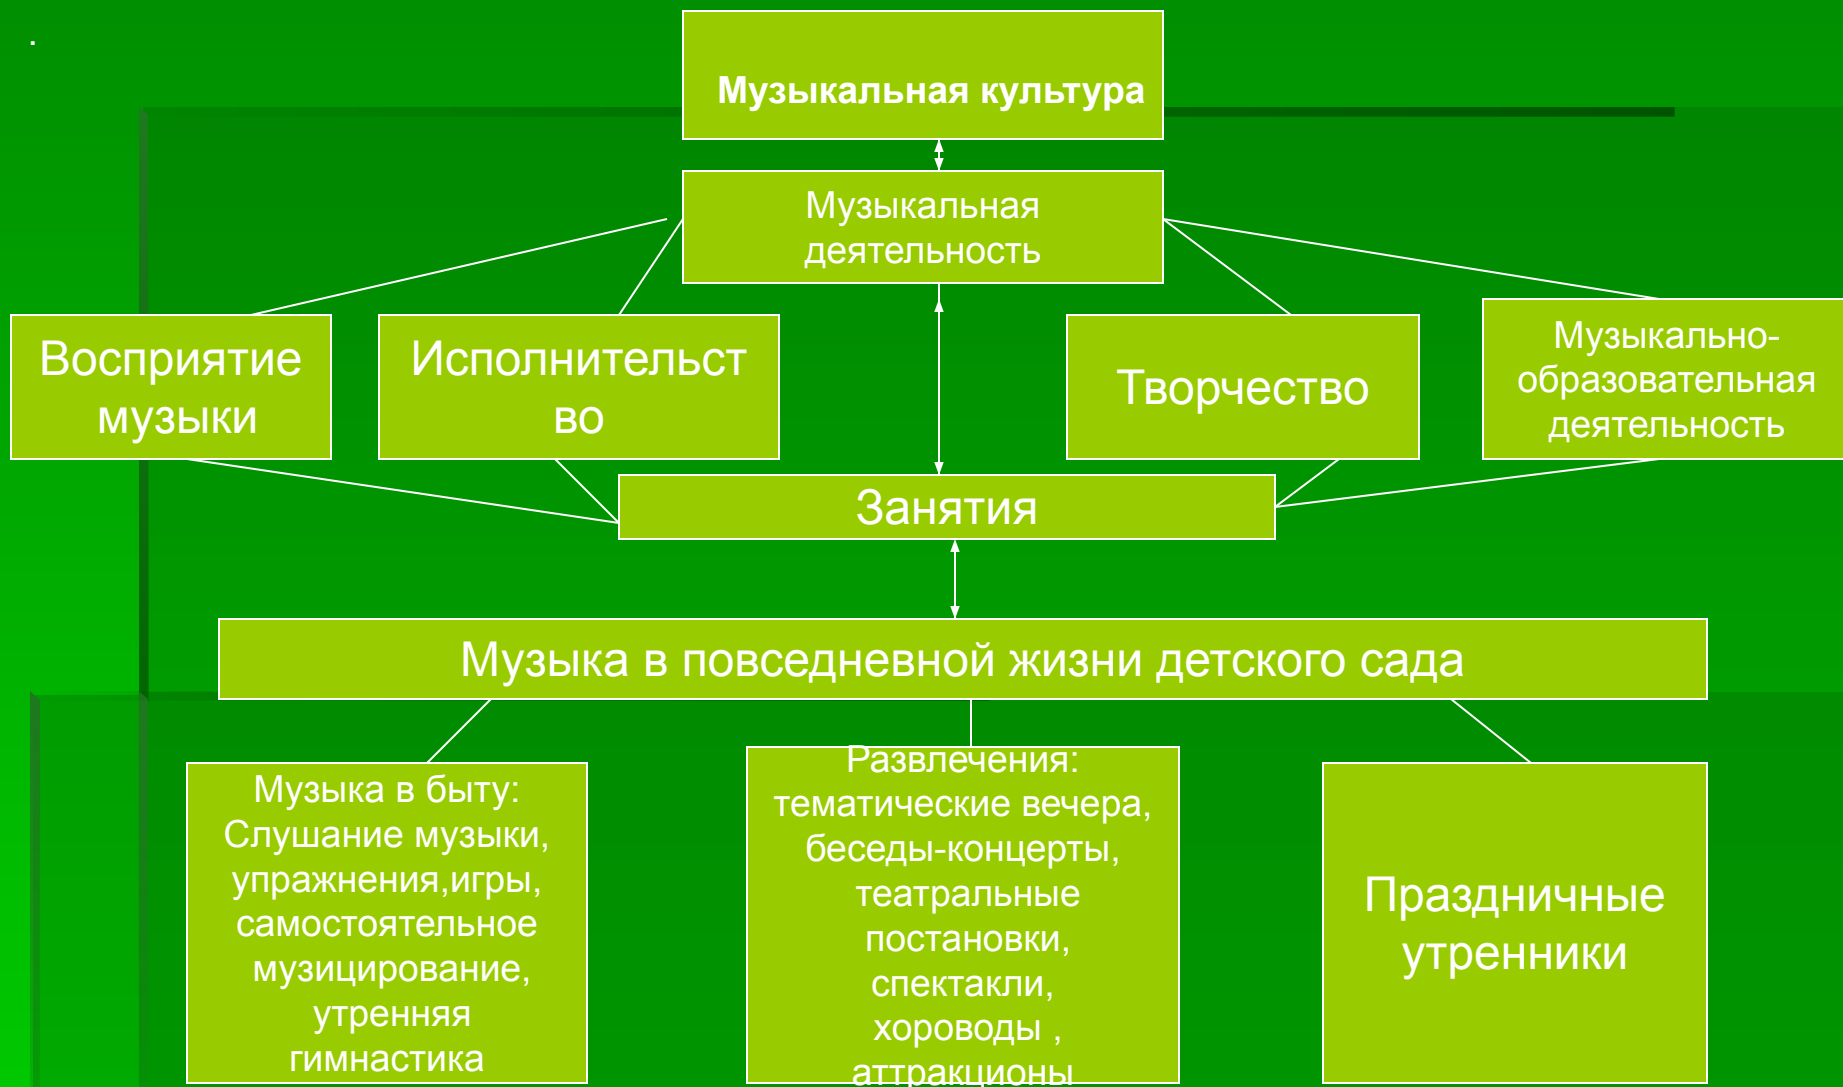 .
Музыкальная культура
Музыкальная
деятельность
Восприятие
музыки
Исполнительст
во
Творчество
Музыкально-
образовательная
деятельность
Занятия
Музыка в повседневной жизни детского сада
Музыка в быту:
Слушание музыки,
упражнения,игры,
самостоятельное
музицирование,
утренняя
гимнастика
Развлечения:
тематические вечера,
беседы-концерты,
театральные
постановки,
спектакли,
хороводы ,
аттракционы
Праздничные
утренники